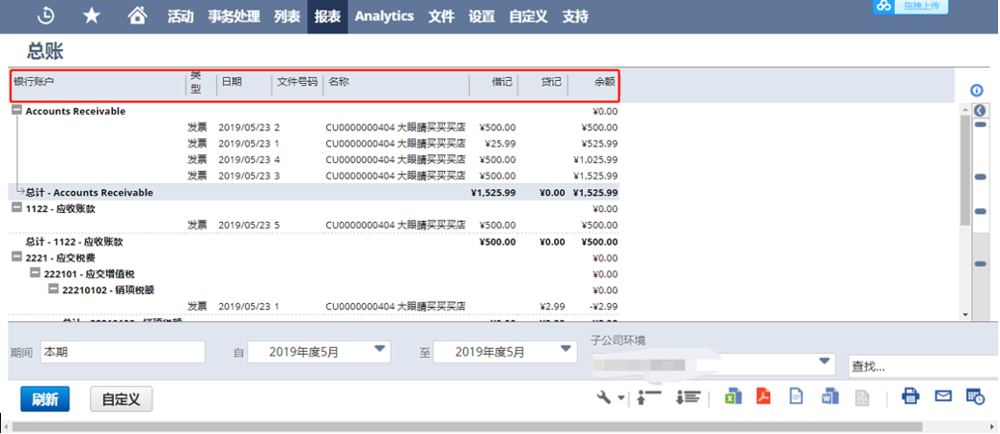 活动 事务处理 列表 报表 Analytics 文件 设置 自定义 支持 拖拽上传
总账
银行账户 类型 日期 文件号码 名称 借记 贷记 余额
Accounts Receivable ¥0.00
发票 2019/05/23 2 CU0000000404 大眼睛买买买店 ¥500.00 ¥500.00
发票 2019/05/23 1 CU0000000404 大眼睛买买买店 ¥25.99 ¥525.99
发票 2019/05/23 4 CU0000000404 大眼睛买买买店 ¥500.00 ¥1,025.99
发票 2019/05/23 3 CU0000000404 大眼睛买买买店 ¥500.00 ¥1,525.99
总计 - Accounts Receivable ¥1,525.99 ¥0.00 ¥1,525.99
1122 - 应收账款 ¥0.00
发票 2019/05/23 5 CU0000000404 大眼睛买买买店 ¥500.00 ¥500.00
总计 - 1122 - 应收账款 ¥500.00 ¥0.00 ¥500.00
2221 - 应交税费 ¥0.00
222101 - 应交增值税 ¥0.00
22210102 - 销项税额 ¥0.00
发票 2019/05/23 1 CU0000000404 大眼睛买买买店 ¥2.99 -¥2.99
子公司环境
期间 本期 自 2019年度5月 至 2019年度5月
查找...
刷新 自定义